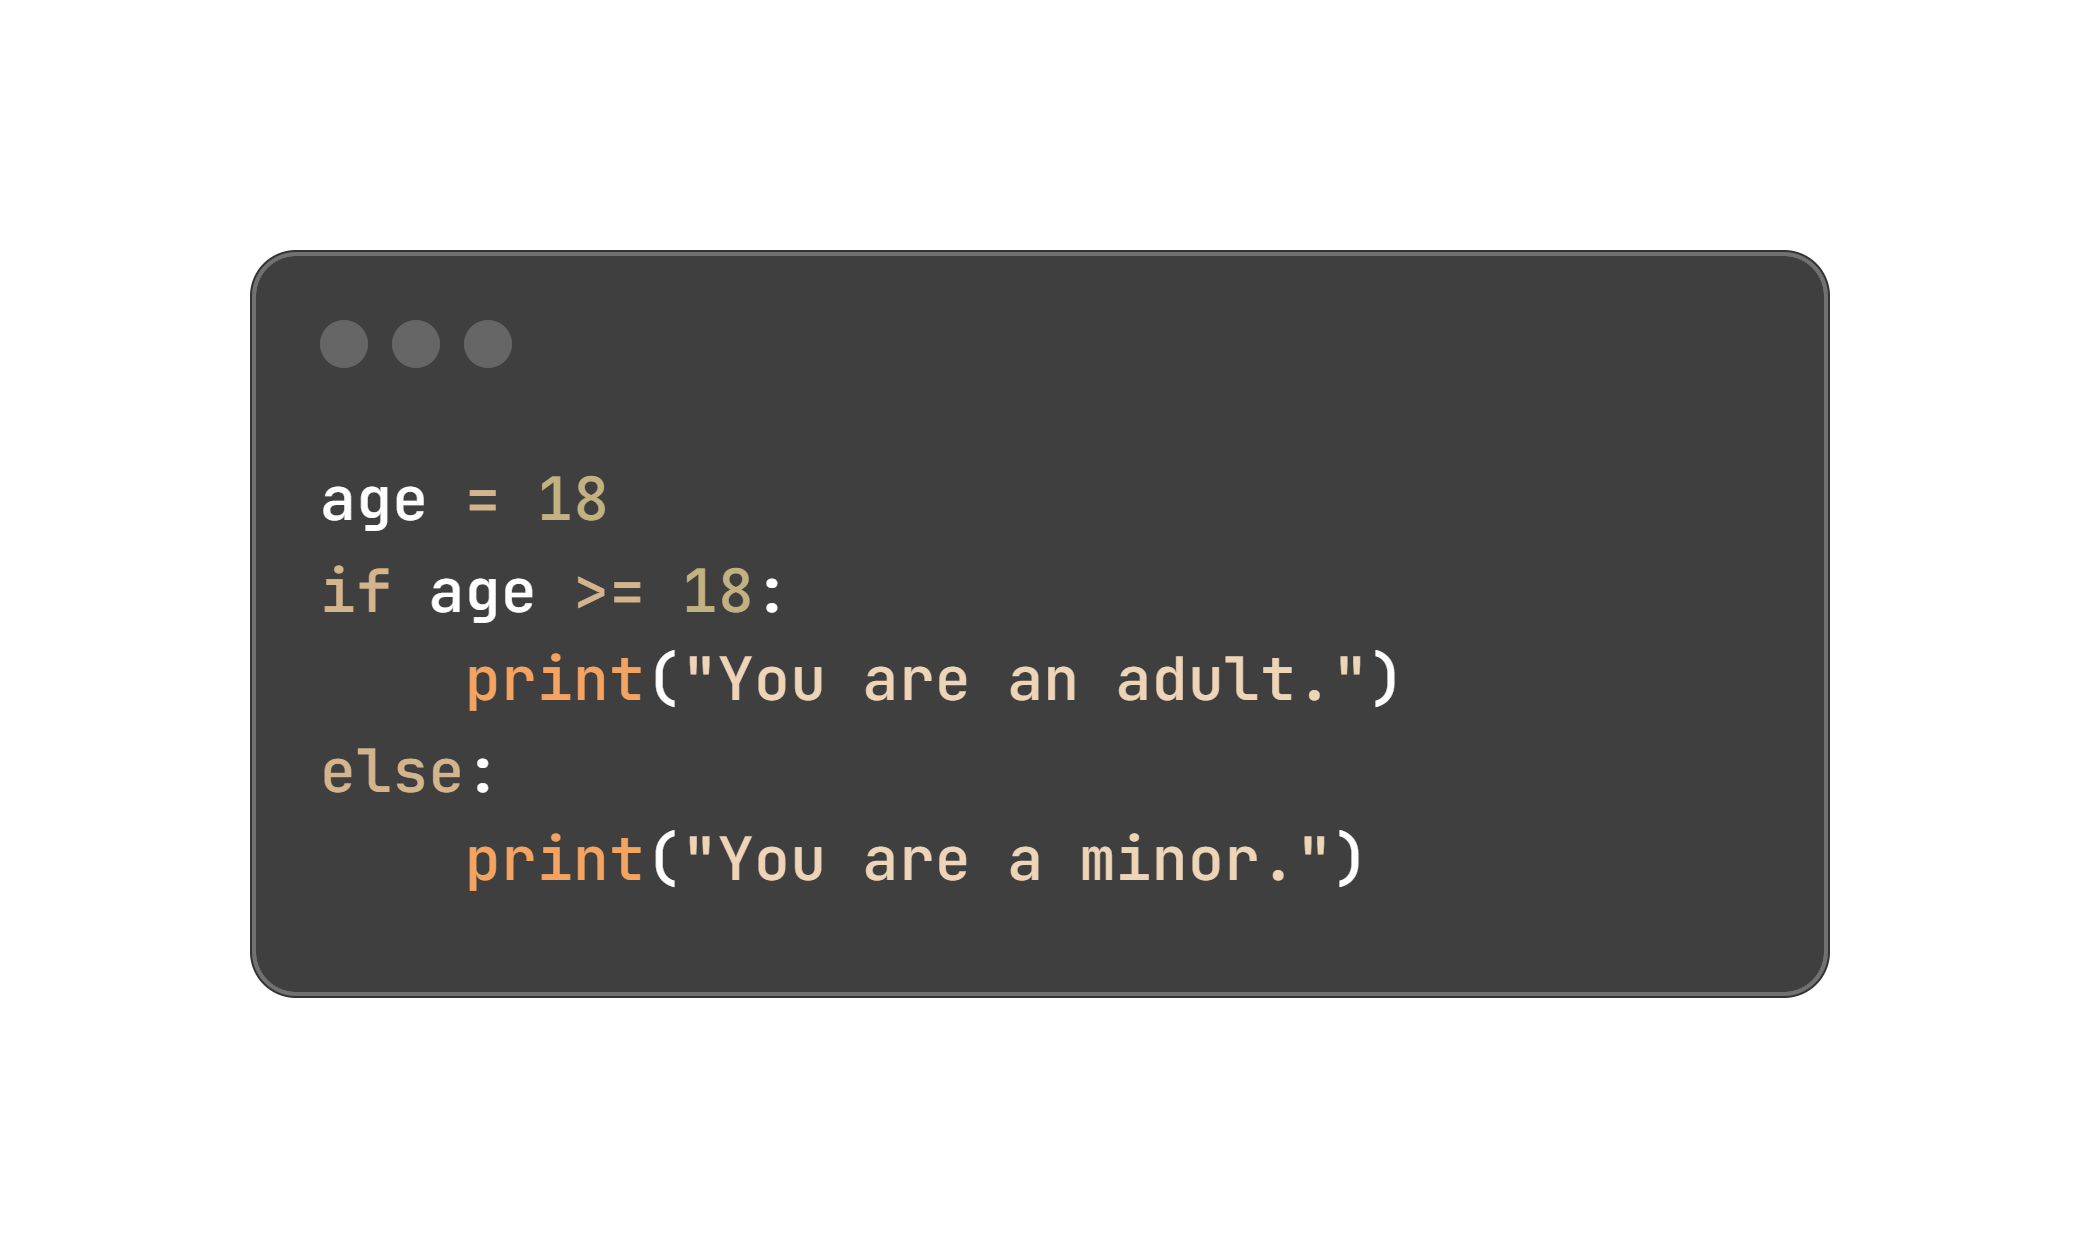 age = 18
if age >= 18:
    print("You are an adult.")
else:
    print("You are a minor.")